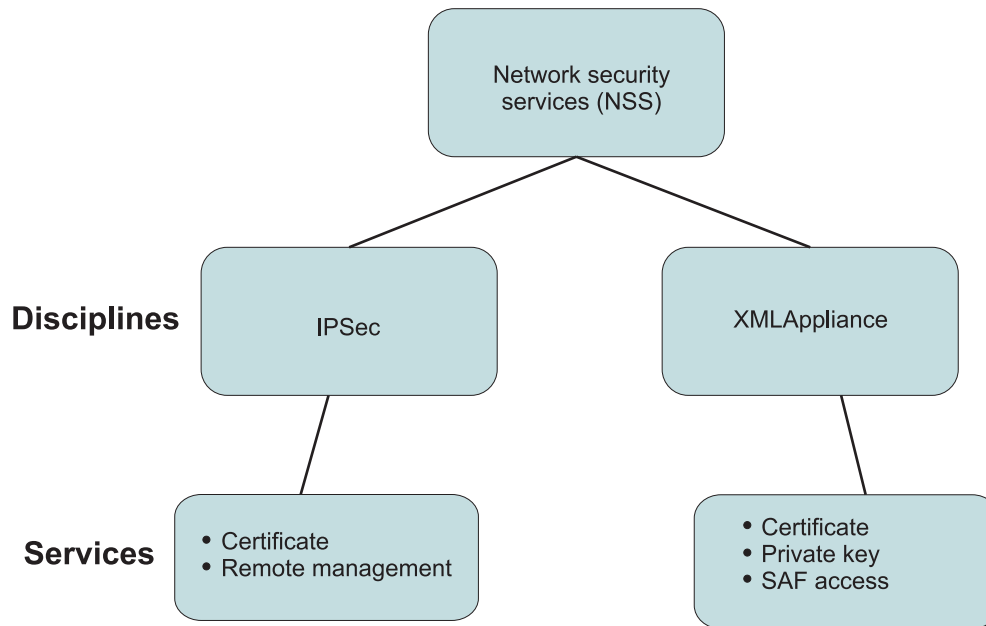 Network security
services (NSS)
Disciplines
IPSec
XMLAppliance
Services
• Certificate
• Remote management
• Certificate
• Private key
• SAF access